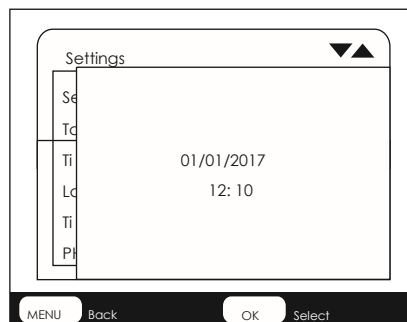 Settings
Se
To
Ti
01/01/2017
Lo
12: 10
Ti
PH
MENU Back OK Select